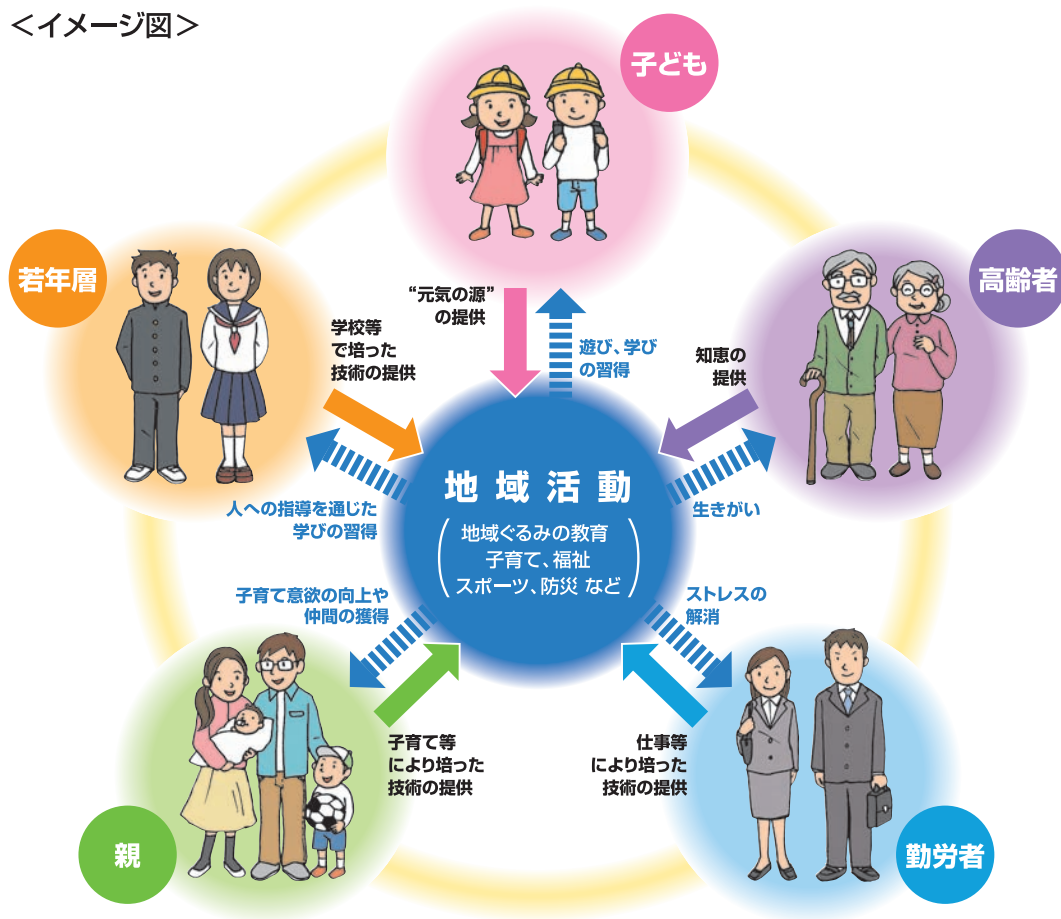 ＜イメージ図＞
子ども
若年層
高齢者
“元気の源”
の提供
遊び、学び
の習得
学校等
で培った
技術の提供
知恵の
提供
人への指導を通じた
学びの習得
生きがい
地域活動
地域ぐるみの教育
子育て、福祉
スポーツ、防災 など
子育て意欲の向上や
仲間の獲得
ストレスの
解消
子育て等
により培った
技術の提供
仕事等
により培った
技術の提供
親
勤労者